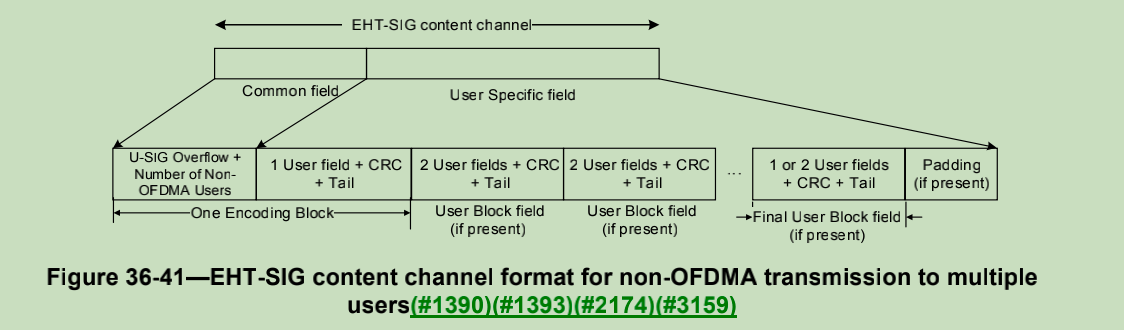 EHT-SIG content channel
Common field
User Specific field
U-SIG Overflow +
Number of Non-
OFDMA Users
1 User field + CRC
+ Tail
2 User fields + CRC
+ Tail
2 User fields + CRC
+ Tail
...
1 or 2 User fields
+ CRC + Tail
Padding
(if present)
One Encoding Block
User Block field
(if present)
User Block field
(if present)
Final User Block field
(if present)
Figure 36-41—EHT-SIG content channel format for non-OFDMA transmission to multiple
users(#1390)(#1393)(#2174)(#3159)